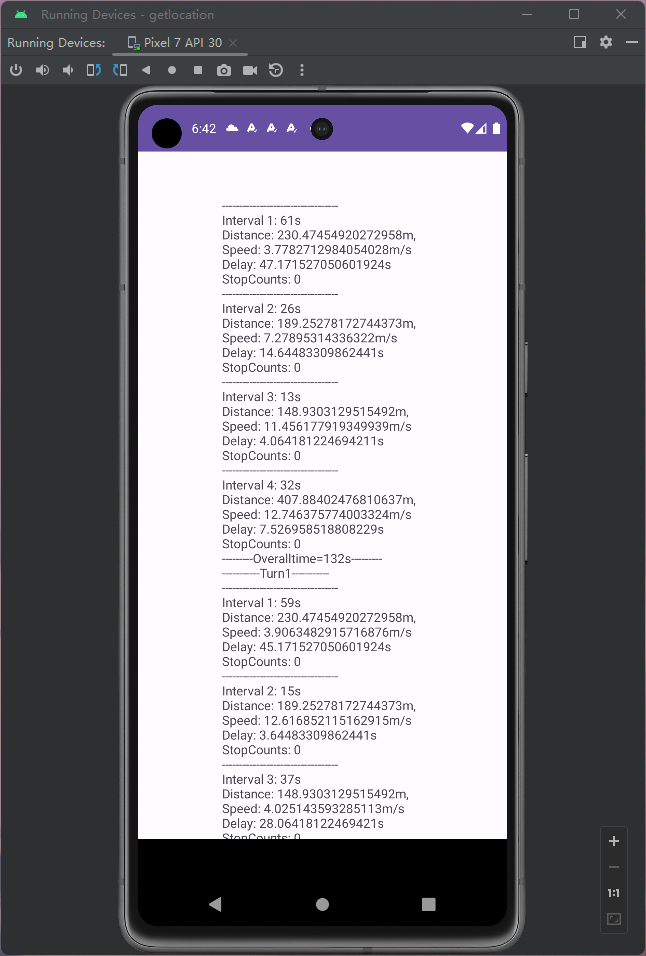 Running Devices - getlocation
Running Devices: Pixel 7 API 30
6:42
----------------------------------
Interval 1: 61s
Distance: 230.47454920272958m,
Speed: 3.7782712984054028m/s
Delay: 47.171527050601924s
StopCounts: 0
----------------------------------
Interval 2: 26s
Distance: 189.25278172744373m,
Speed: 7.27895314336322m/s
Delay: 14.64483309862441s
StopCounts: 0
----------------------------------
Interval 3: 13s
Distance: 148.9303129515492m,
Speed: 11.456177919349939m/s
Delay: 4.064181224694211s
StopCounts: 0
----------------------------------
Interval 4: 32s
Distance: 407.88402476810637m,
Speed: 12.746375774003324m/s
Delay: 7.526958518808229s
StopCounts: 0
---------Overalltime=132s---------
-----------Turn1-----------
----------------------------------
Interval 1: 59s
Distance: 230.47454920272958m,
Speed: 3.9063482915716876m/s
Delay: 45.171527050601924s
StopCounts: 0
----------------------------------
Interval 2: 15s
Distance: 189.25278172744373m,
Speed: 12.616852115162915m/s
Delay: 3.64483309862441s
StopCounts: 0
----------------------------------
Interval 3: 37s
Distance: 148.9303129515492m,
Speed: 4.025143593285113m/s
Delay: 28.06418122469421s
StopCounts: 0
1:1